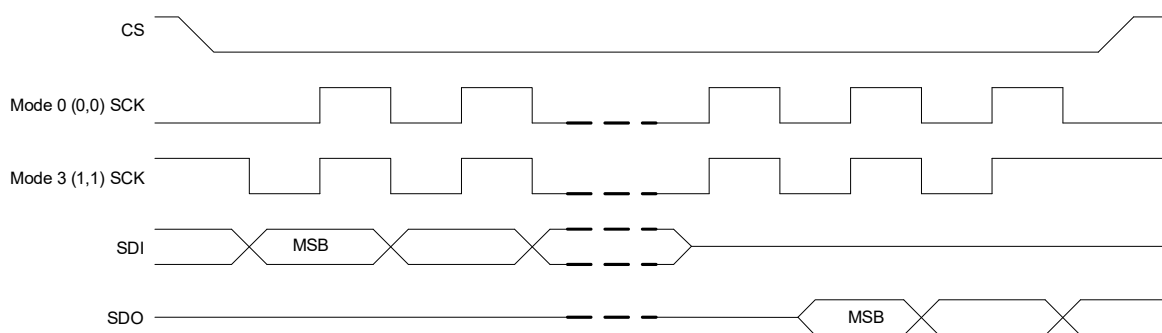 CS
Mode 0 (0,0) SCK
Mode 3 (1,1) SCK
SDI
MSB
SDO
MSB